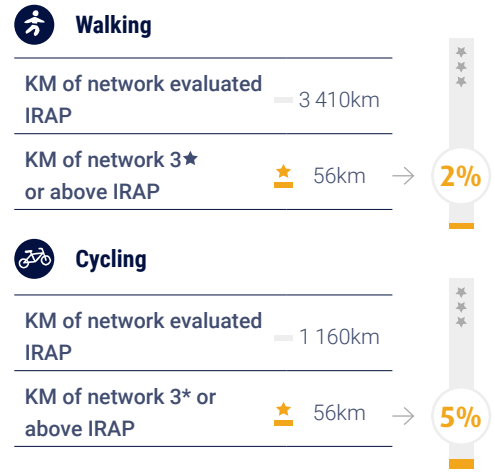 Walking
KM of network evaluated
IRAP
3 410km
KM of network 3★
or above IRAP
56km
2%
Cycling
KM of network evaluated
IRAP
1 160km
KM of network 3* or
above IRAP
56km
5%